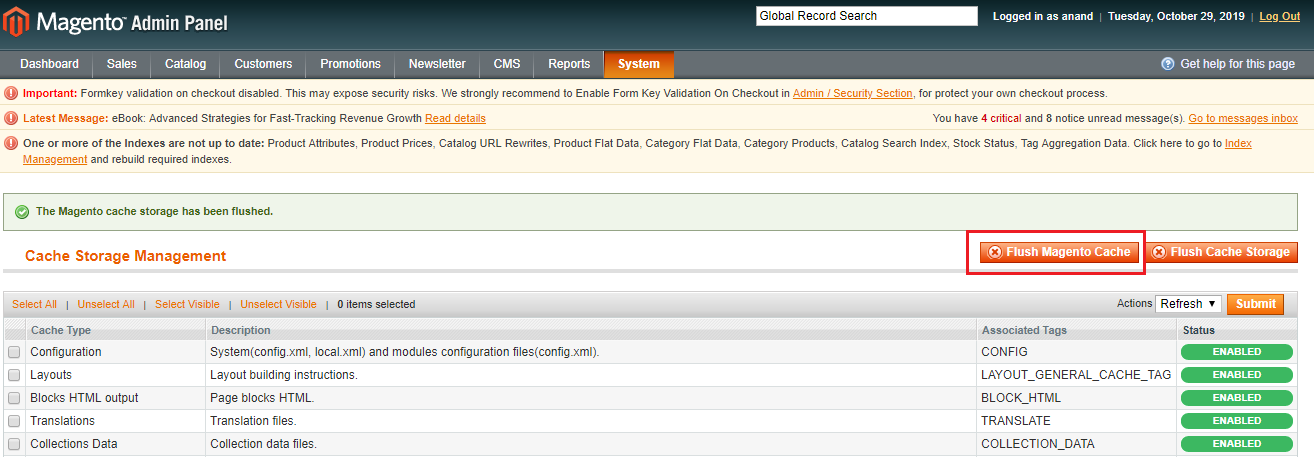 Magento™ Admin Panel
Global Record Search
Logged in as anand | Tuesday, October 29, 2019 | Log Out
Dashboard Sales Catalog Customers Promotions Newsletter CMS Reports System Get help for this page
Important: Formkey validation on checkout disabled. This may expose security risks. We strongly recommend to Enable Form Key Validation On Checkout in Admin / Security Section, for protect your own checkout process.
Latest Message: eBook: Advanced Strategies for Fast-Tracking Revenue Growth Read details You have 4 critical and 8 notice unread message(s). Go to messages inbox
One or more of the Indexes are not up to date: Product Attributes, Product Prices, Catalog URL Rewrites, Product Flat Data, Category Flat Data, Category Products, Catalog Search Index, Stock Status, Tag Aggregation Data. Click here to go to Index
Management and rebuild required indexes.
The Magento cache storage has been flushed.
Cache Storage Management Flush Magento Cache Flush Cache Storage
Select All | Unselect All | Select Visible | Unselect Visible | 0 items selected Actions Refresh Submit
Cache Type Description Associated Tags Status
Configuration System(config.xml, local.xml) and modules configuration files(config.xml). CONFIG ENABLED
Layouts Layout building instructions. LAYOUT_GENERAL_CACHE_TAG ENABLED
Blocks HTML output Page blocks HTML. BLOCK_HTML ENABLED
Translations Translation files. TRANSLATE ENABLED
Collections Data Collection data files. COLLECTION_DATA ENABLED